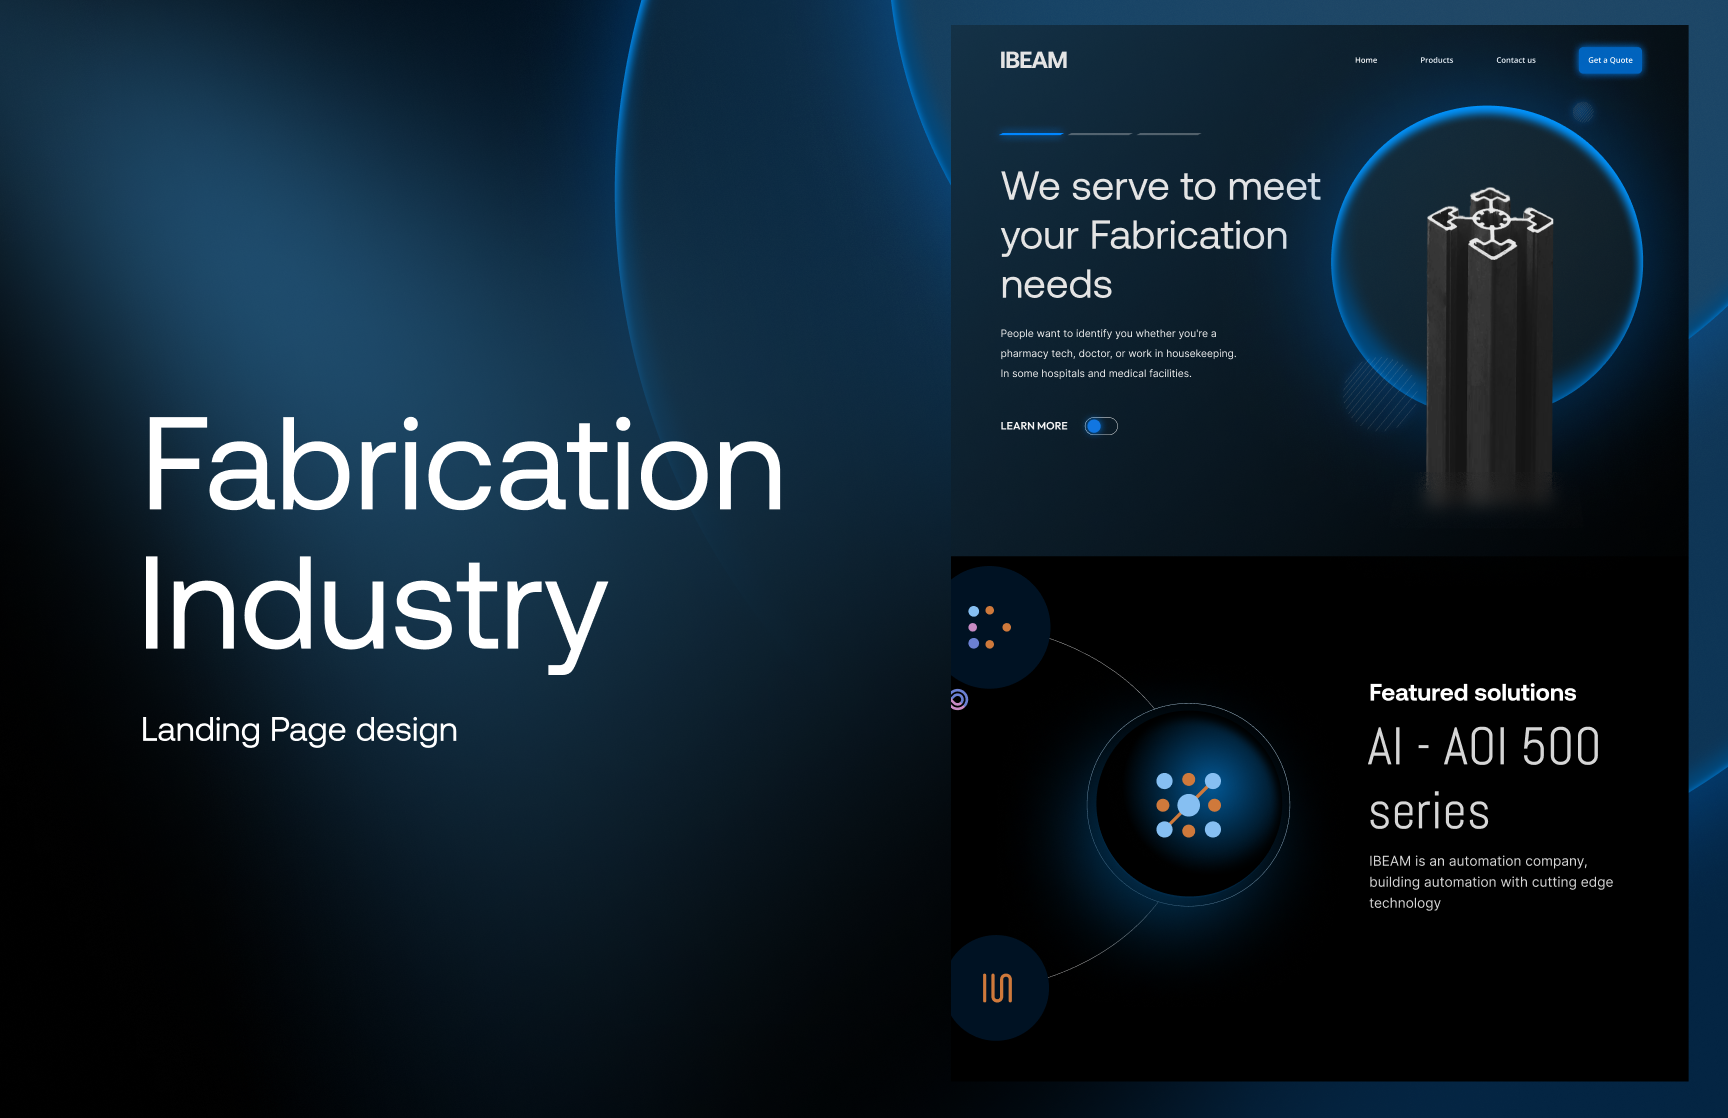 Fabrication
Industry
Landing Page design
IBEAM
Home
Products
Contact us
Get a Quote
We serve to meet
your Fabrication
needs
People want to identify you whether you're a
pharmacy tech, doctor, or work in housekeeping.
In some hospitals and medical facilities.
LEARN MORE
Featured solutions
AI - AOI 500
series
IBEAM is an automation company,
building automation with cutting edge
technology